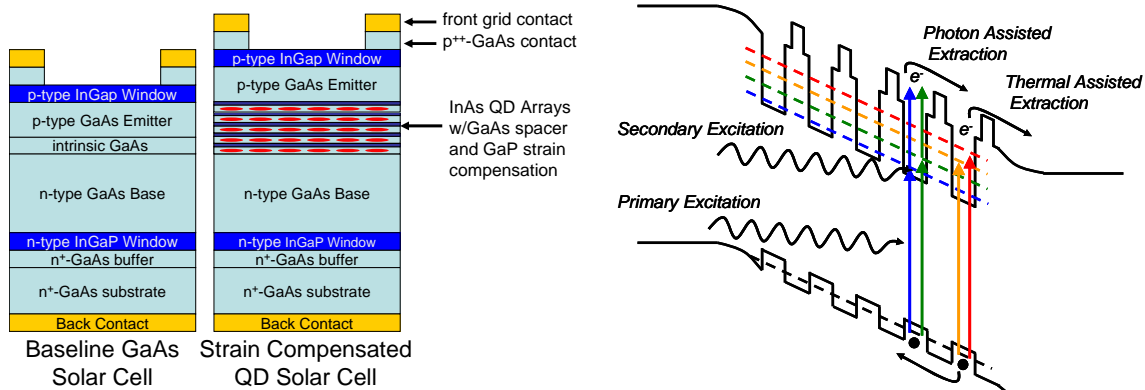 front grid contact
p++-GaAs contact
p-type InGap Window
p-type InGap Window
p-type GaAs Emitter
p-type GaAs Emitter
intrinsic GaAs
InAs QD Arrays
w/GaAs spacer
and GaP strain
compensation
n-type GaAs Base
n-type GaAs Base
n-type InGaP Window
n-type InGaP Window
n+-GaAs buffer
n+-GaAs buffer
n+-GaAs substrate
n+-GaAs substrate
Back Contact
Back Contact
Baseline GaAs
Solar Cell
Strain Compensated
QD Solar Cell
Photon Assisted
Extraction
e-
Thermal Assisted
Extraction
e-
Secondary Excitation
Primary Excitation